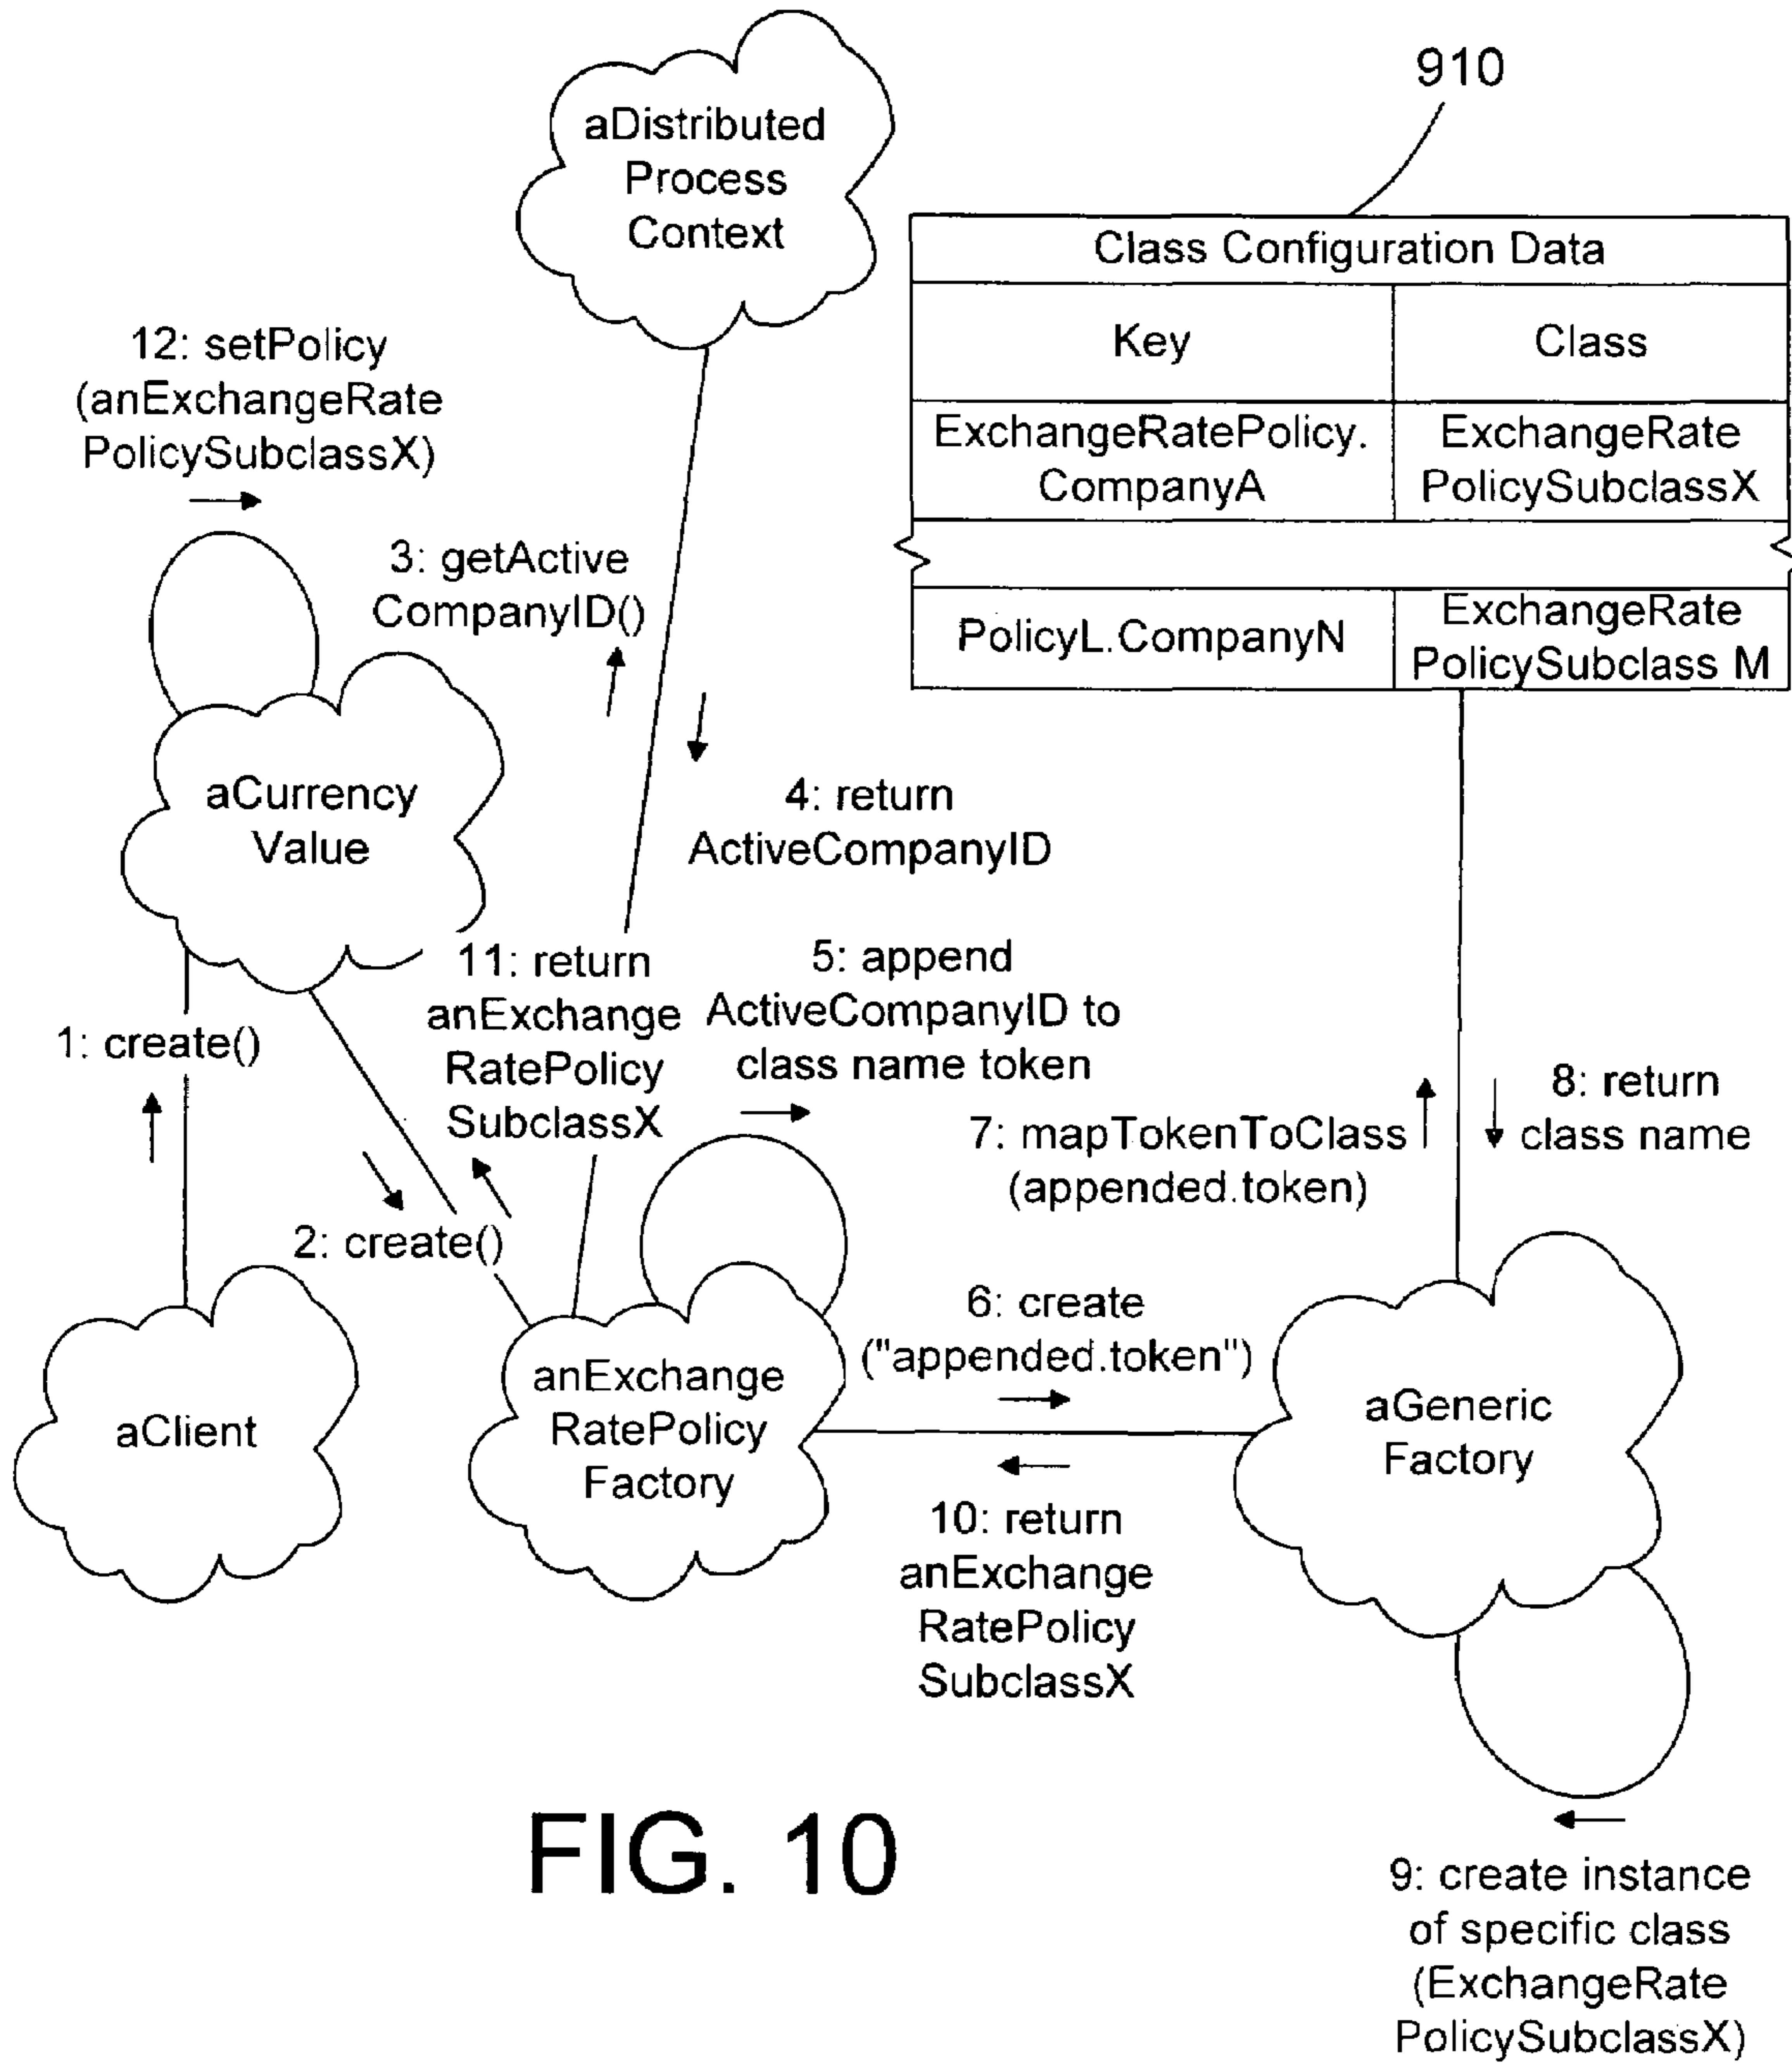 910
aDistributed
Process
Context
Class Configuration Data
Key
Class
ExchangeRatePolicy.
CompanyA
ExchangeRate
PolicySubclassX
PolicyL.CompanyN
ExchangeRate
PolicySubclass M
12: setPolicy
(anExchangeRate
PolicySubclassX)
3: getActive
CompanyID()
4: return
ActiveCompanyID
aCurrency
Value
11: return
anExchange
RatePolicy
SubclassX
5: append
ActiveCompanyID to
class name token
1: create()
2: create()
7: mapTokenToClass
(appended.token)
8: return
class name
6: create
("appended.token")
aClient
anExchange
RatePolicy
Factory
aGeneric
Factory
10: return
anExchange
RatePolicy
SubclassX
9: create instance
of specific class
(ExchangeRate
PolicySubclassX)
FIG. 10